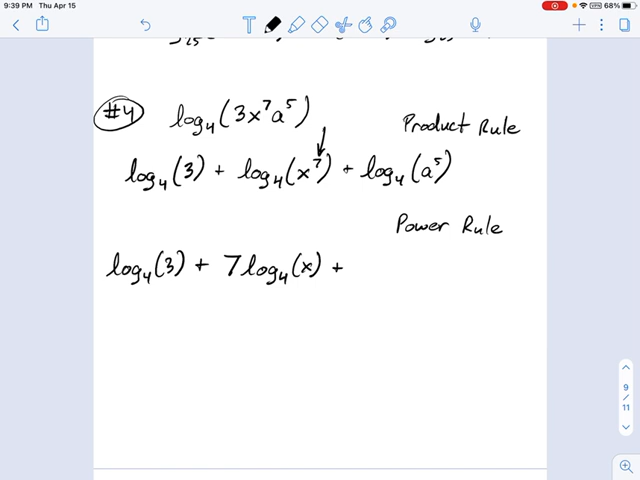 9:39 PM Thu Apr 15
VPN 68%
#4 log₄(3x⁷a⁵)
Product Rule
log₄(3) + log₄(x⁷) + log₄(a⁵)
Power Rule
log₄(3) + 7log₄(x) +
9
/
11